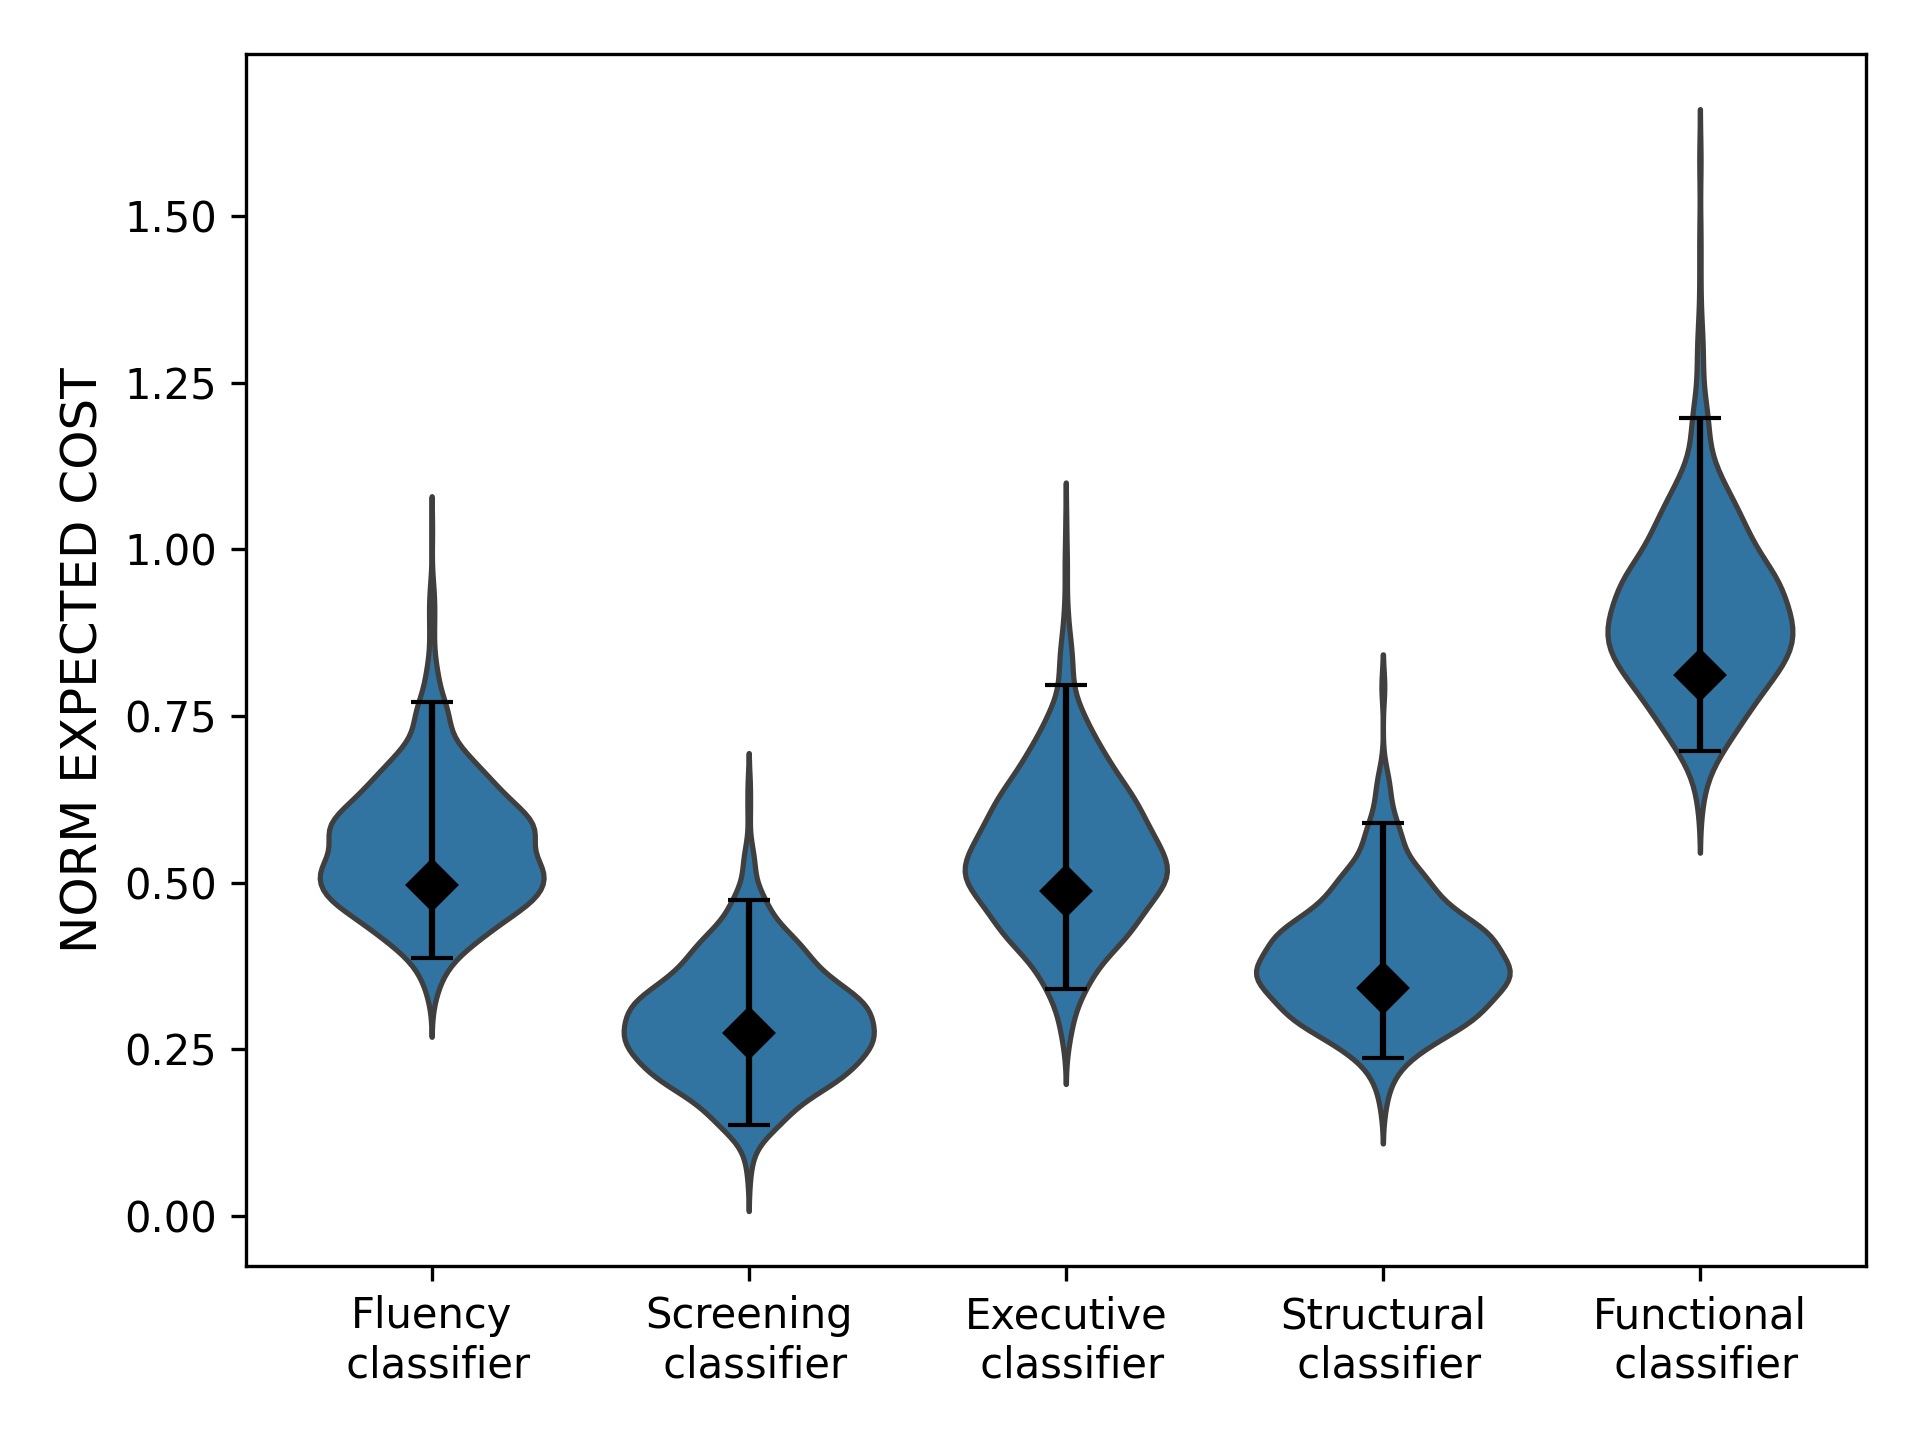 NORM EXPECTED COST
1.50
1.25
1.00
0.75
0.50
0.25
0.00
Fluency
classifier
Screening
classifier
Executive
classifier
Structural
classifier
Functional
classifier